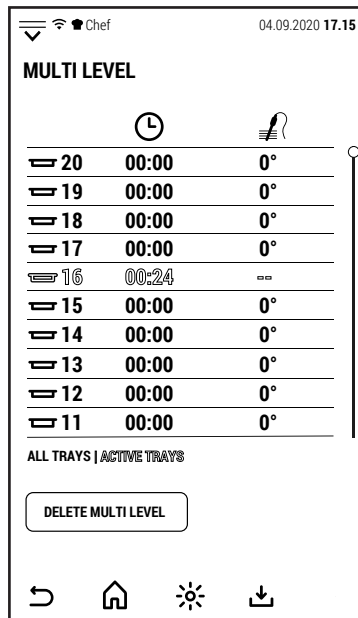 Chef 04.09.2020 17.15
MULTI LEVEL
20 00:00 0°
19 00:00 0°
18 00:00 0°
17 00:00 0°
16 00:24 --
15 00:00 0°
14 00:00 0°
13 00:00 0°
12 00:00 0°
11 00:00 0°
ALL TRAYS | ACTIVE TRAYS
DELETE MULTI LEVEL